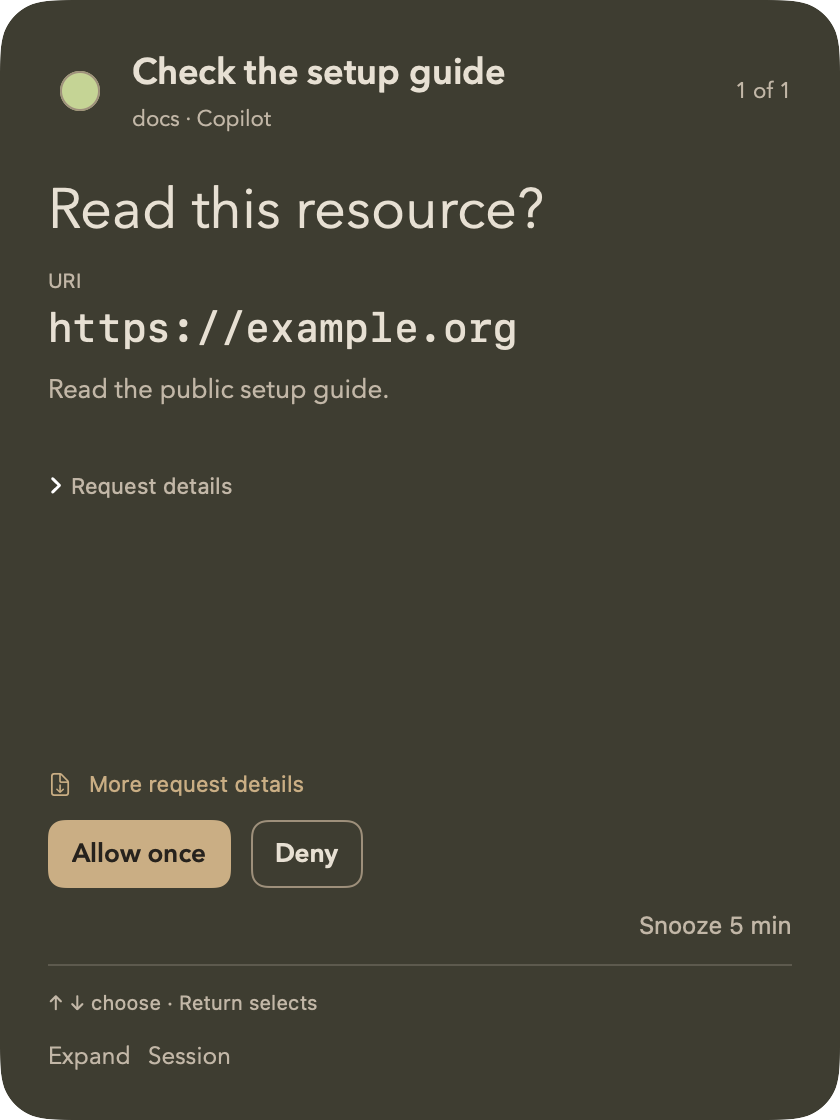 Check the setup guide
docs · Copilot
1 of 1
Read this resource?
URI
https://example.org
Read the public setup guide.
Request details
More request details
Allow once
Deny
Snooze 5 min
↑ ↓ choose · Return selects
Expand
Session